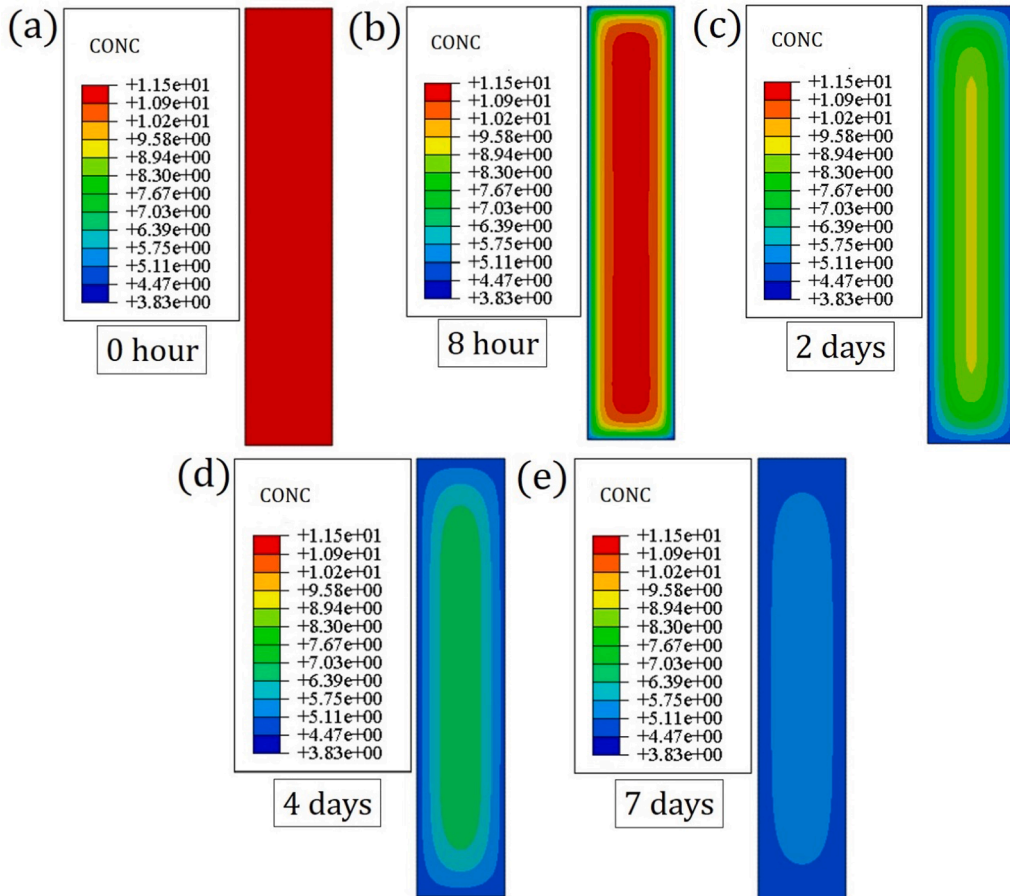 (a)
CONC
+1.15e+01
+1.09e+01
+1.02e+01
+9.58e+00
+8.94e+00
+8.30e+00
+7.67e+00
+7.03e+00
+6.39e+00
+5.75e+00
+5.11e+00
+4.47e+00
+3.83e+00
0 hour
(b)
CONC
+1.15e+01
+1.09e+01
+1.02e+01
+9.58e+00
+8.94e+00
+8.30e+00
+7.67e+00
+7.03e+00
+6.39e+00
+5.75e+00
+5.11e+00
+4.47e+00
+3.83e+00
8 hour
(c)
CONC
+1.15e+01
+1.09e+01
+1.02e+01
+9.58e+00
+8.94e+00
+8.30e+00
+7.67e+00
+7.03e+00
+6.39e+00
+5.75e+00
+5.11e+00
+4.47e+00
+3.83e+00
2 days
(d)
CONC
+1.15e+01
+1.09e+01
+1.02e+01
+9.58e+00
+8.94e+00
+8.30e+00
+7.67e+00
+7.03e+00
+6.39e+00
+5.75e+00
+5.11e+00
+4.47e+00
+3.83e+00
4 days
(e)
CONC
+1.15e+01
+1.09e+01
+1.02e+01
+9.58e+00
+8.94e+00
+8.30e+00
+7.67e+00
+7.03e+00
+6.39e+00
+5.75e+00
+5.11e+00
+4.47e+00
+3.83e+00
7 days